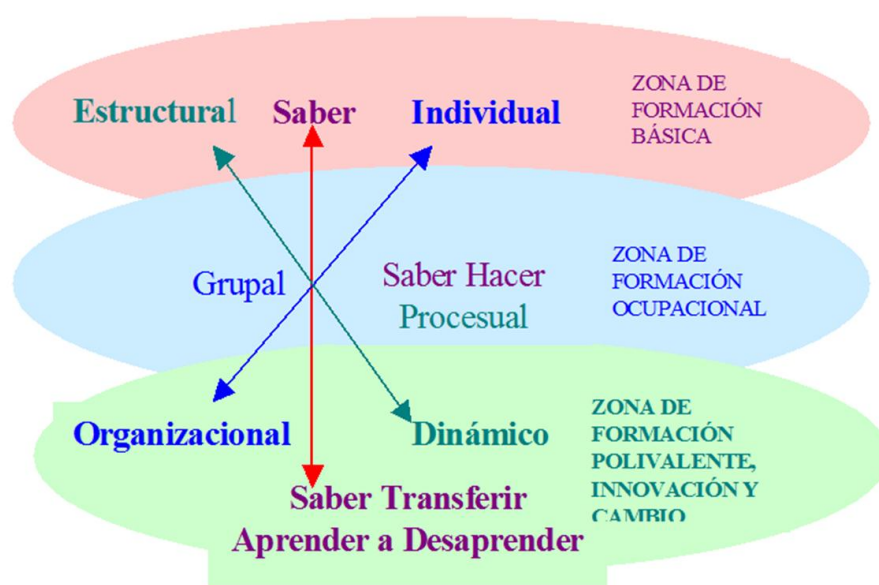 Estructural Saber Individual
ZONA DE
FORMACIÓN
BÁSICA
Grupal
Saber Hacer
Procesual
ZONA DE
FORMACIÓN
OCUPACIONAL
Organizacional Dinámico
ZONA DE
FORMACIÓN
POLIVALENTE,
INNOVACIÓN Y
CAMBIO
Saber Transferir
Aprender a Desaprender